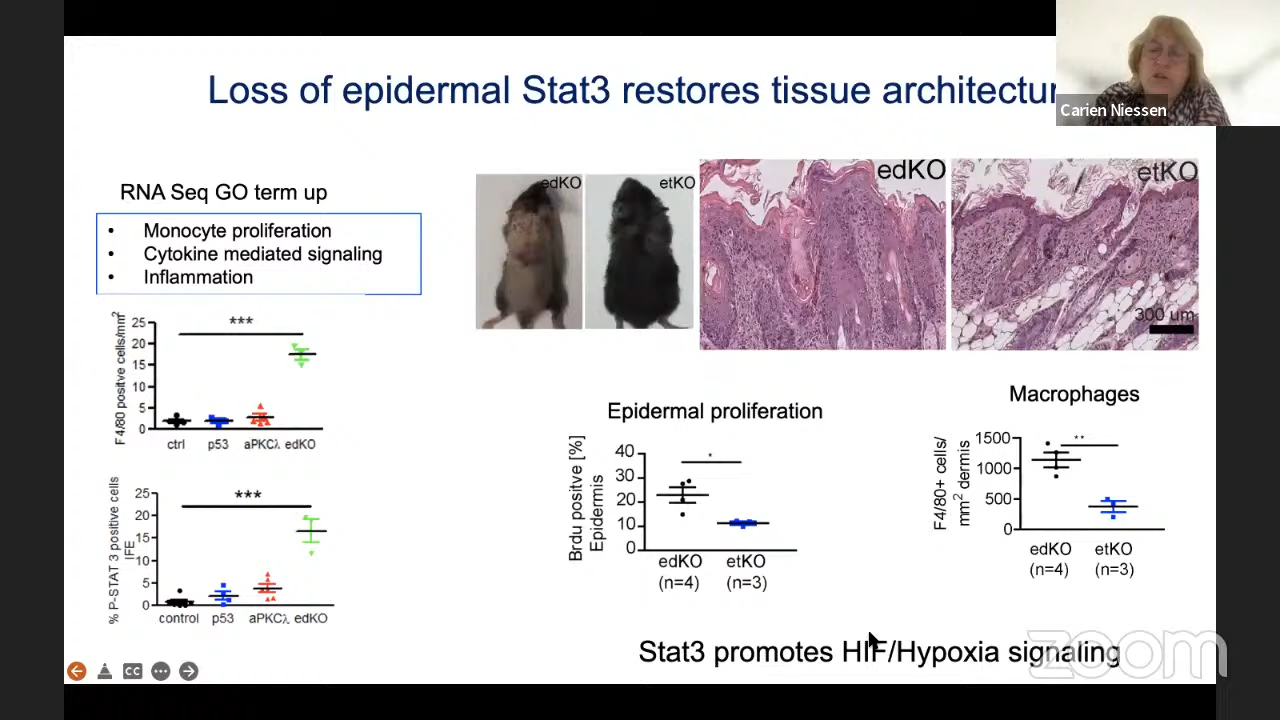 Loss of epidermal Stat3 restores tissue architectur
Carien Niessen
RNA Seq GO term up
• Monocyte proliferation
• Cytokine mediated signaling
• Inflammation
F4/80 positve cells/mm²
25
20
15
10
5
0
***
ctrl p53 aPKCλ edKO
% P-STAT 3 positive cells
IFE
25
20
15
10
5
0
***
control p53 aPKCλ edKO
edKO
etKO
edKO
etKO
300 um
Epidermal proliferation
Brdu positve [%]
Epidermis
40
30
20
10
0
*
edKO etKO
(n=4) (n=3)
Macrophages
F4/80+ cells/
mm² dermis
1500
1000
500
0
**
edKO etKO
(n=4) (n=3)
Stat3 promotes HIF/Hypoxia signaling
zoom
CC